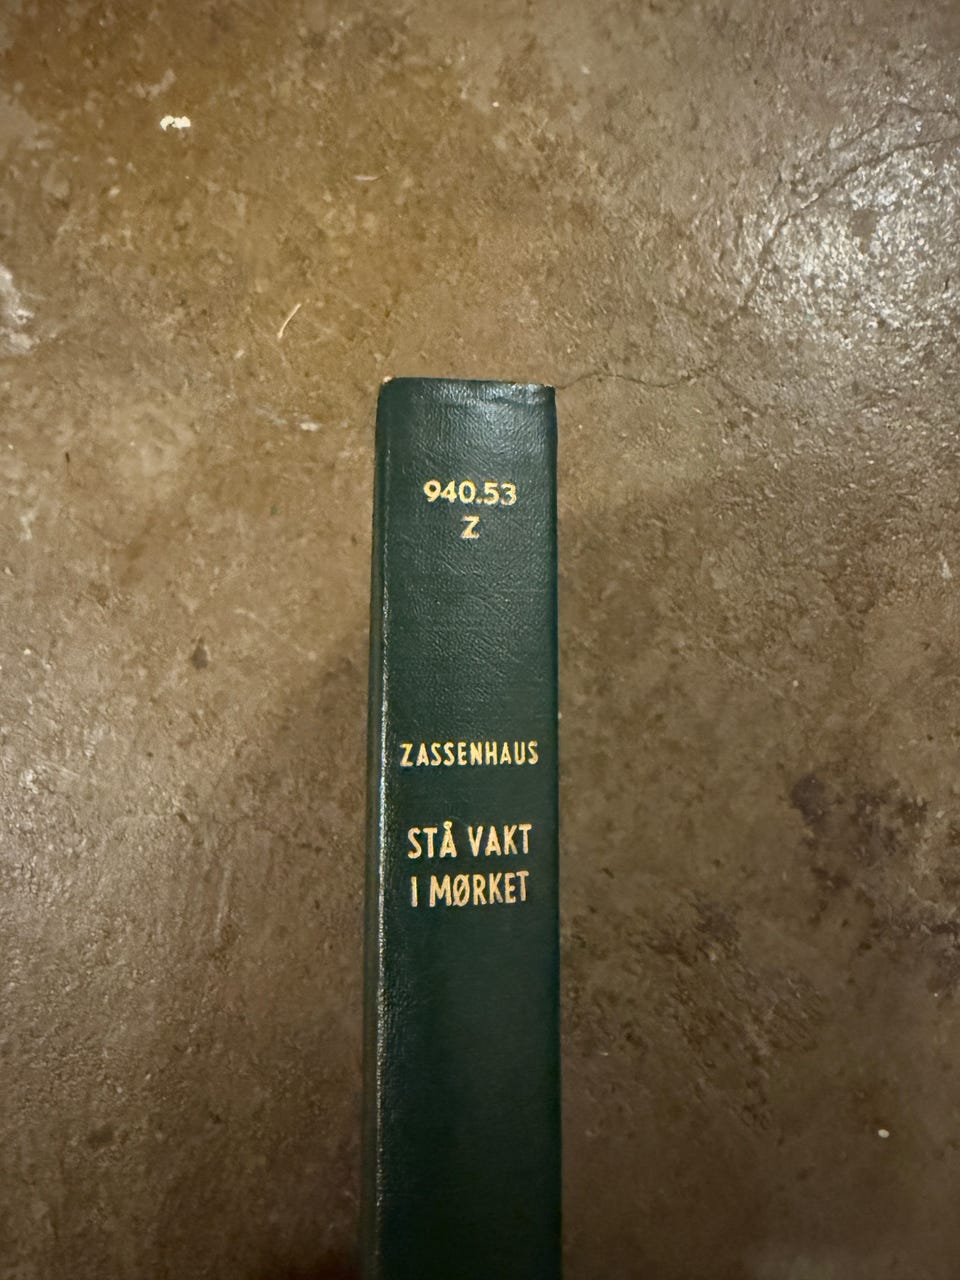 940.53
Z
ZASSENHAUS
STÅ VAKT
I MØRKET